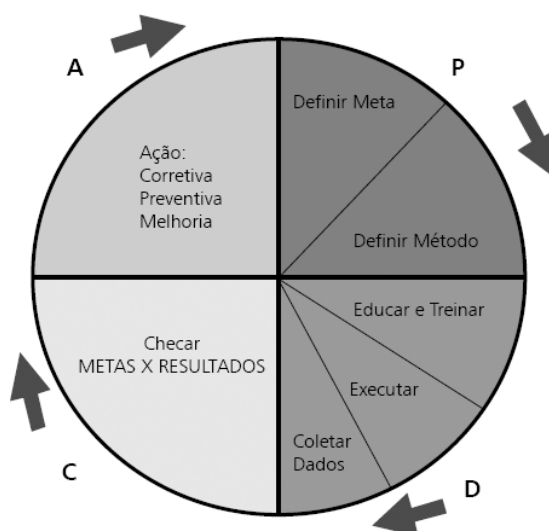 A
P
Definir Meta
Ação:
Corretiva
Preventiva
Melhoria
Definir Método
Educar e Treinar
Checar
METAS X RESULTADOS
Executar
Coletar
Dados
C
D